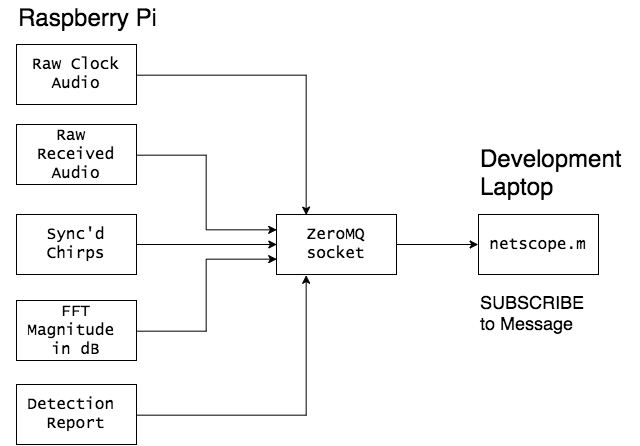 Raspberry Pi
Raw Clock
Audio
Raw
Received
Audio
Sync'd
Chirps
FFT
Magnitude
in dB
Detection
Report
ZeroMQ
socket
Development
Laptop
netscope.m
SUBSCRIBE
to Message